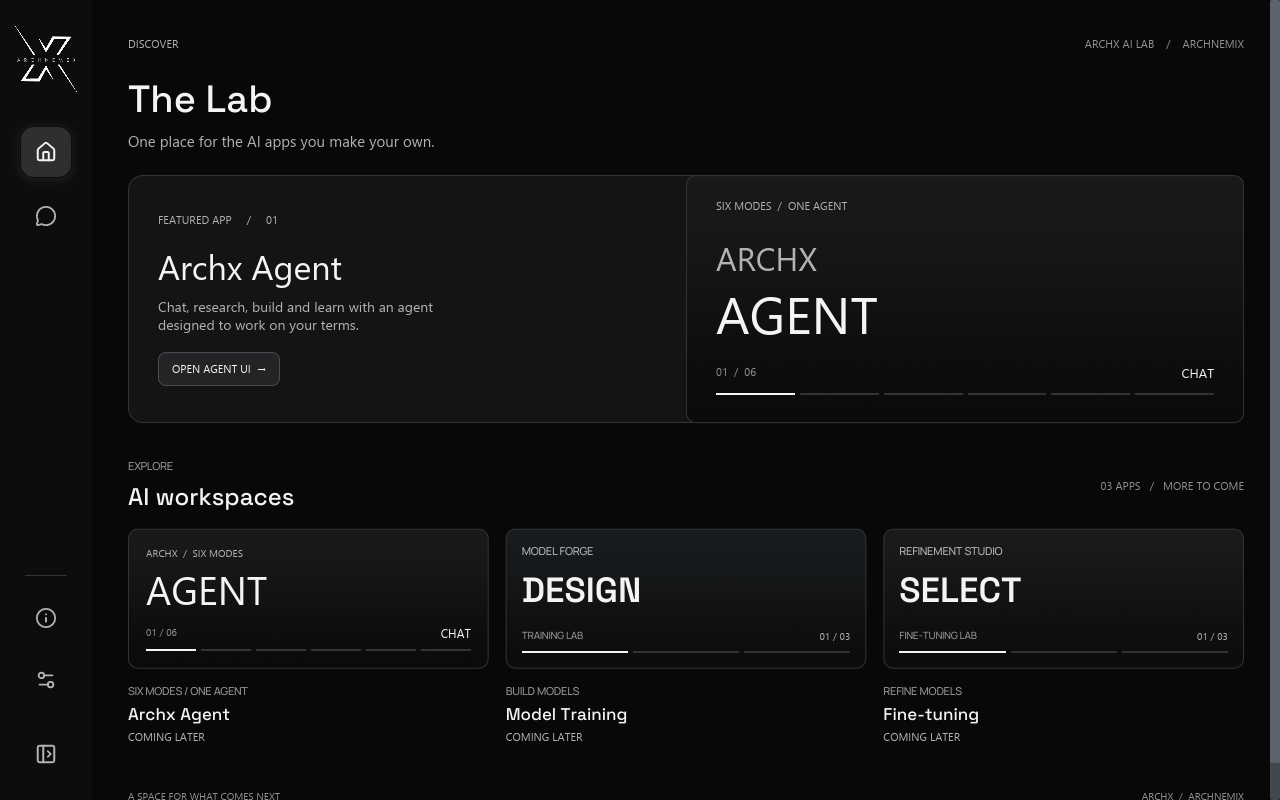 ARCHNEMIX
DISCOVER
ARCHX AI LAB / ARCHNEMIX
The Lab
One place for the AI apps you make your own.
FEATURED APP / 01
Archx Agent
Chat, research, build and learn with an agent
designed to work on your terms.
OPEN AGENT UI →
SIX MODES / ONE AGENT
ARCHX
AGENT
01 / 06
CHAT
EXPLORE
AI workspaces
03 APPS / MORE TO COME
ARCHX / SIX MODES
AGENT
01 / 06
CHAT
SIX MODES / ONE AGENT
Archx Agent
COMING LATER
MODEL FORGE
DESIGN
TRAINING LAB
01 / 03
BUILD MODELS
Model Training
COMING LATER
REFINEMENT STUDIO
SELECT
FINE-TUNING LAB
01 / 03
REFINE MODELS
Fine-tuning
COMING LATER
A SPACE FOR WHAT COMES NEXT
ARCHX / ARCHNEMIX